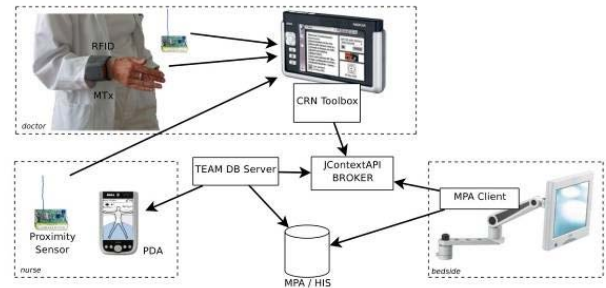 RFID
MTx
CRN Toolbox
doctor
TEAM DB Server
JContextAPI
BROKER
MPA Client
Proximity
Sensor
PDA
nurse
MPA / HIS
bedside